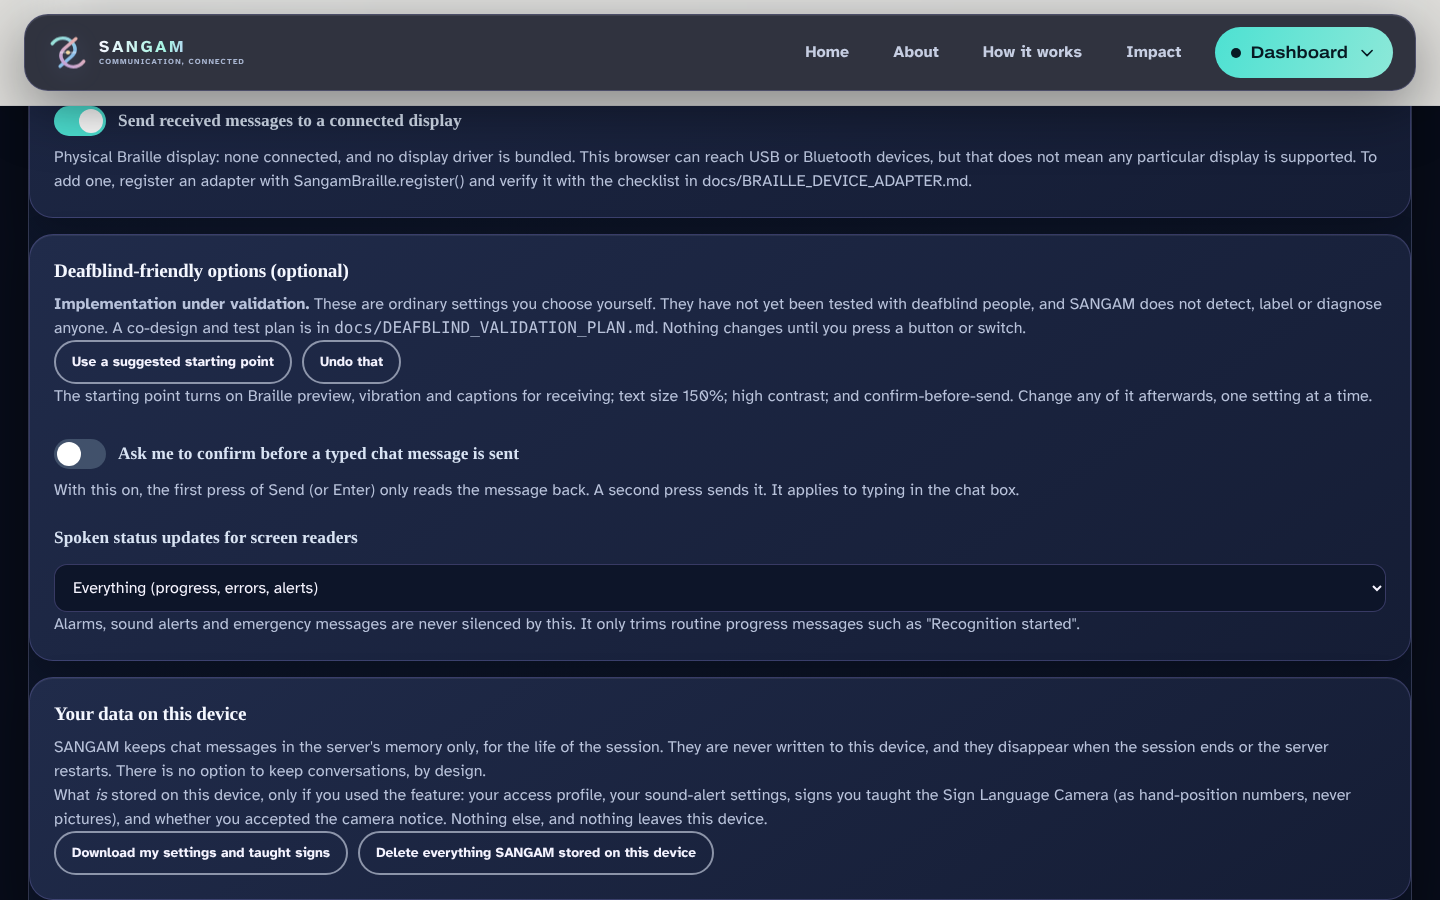 SANGAM
COMMUNICATION, CONNECTED
Home
About
How it works
Impact
Dashboard
Send received messages to a connected display
Physical Braille display: none connected, and no display driver is bundled. This browser can reach USB or Bluetooth devices, but that does not mean any particular display is supported. To
add one, register an adapter with SangamBraille.register() and verify it with the checklist in docs/BRAILLE_DEVICE_ADAPTER.md.
Deafblind-friendly options (optional)
Implementation under validation. These are ordinary settings you choose yourself. They have not yet been tested with deafblind people, and SANGAM does not detect, label or diagnose
anyone. A co-design and test plan is in docs/DEAFBLIND_VALIDATION_PLAN.md. Nothing changes until you press a button or switch.
Use a suggested starting point
Undo that
The starting point turns on Braille preview, vibration and captions for receiving; text size 150%; high contrast; and confirm-before-send. Change any of it afterwards, one setting at a time.
Ask me to confirm before a typed chat message is sent
With this on, the first press of Send (or Enter) only reads the message back. A second press sends it. It applies to typing in the chat box.
Spoken status updates for screen readers
Everything (progress, errors, alerts)
Alarms, sound alerts and emergency messages are never silenced by this. It only trims routine progress messages such as "Recognition started".
Your data on this device
SANGAM keeps chat messages in the server's memory only, for the life of the session. They are never written to this device, and they disappear when the session ends or the server
restarts. There is no option to keep conversations, by design.
What is stored on this device, only if you used the feature: your access profile, your sound-alert settings, signs you taught the Sign Language Camera (as hand-position numbers, never
pictures), and whether you accepted the camera notice. Nothing else, and nothing leaves this device.
Download my settings and taught signs
Delete everything SANGAM stored on this device